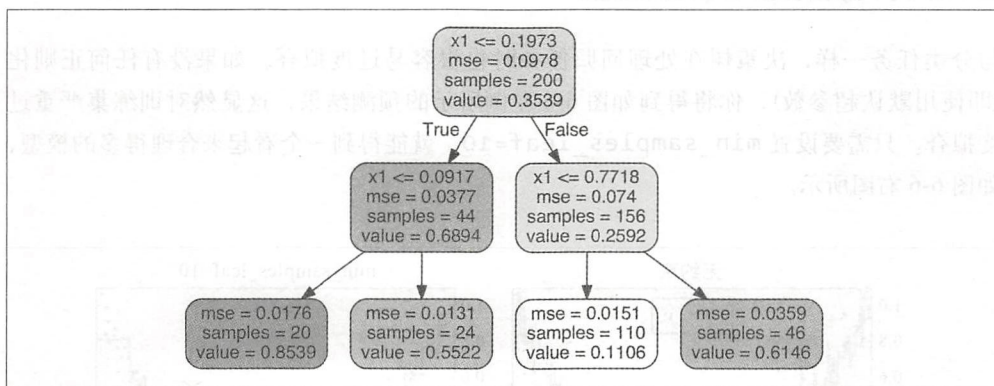 x1 <= 0.1973
mse = 0.0978
samples = 200
value = 0.3539
True
False
x1 <= 0.0917
mse = 0.0377
samples = 44
value = 0.6894
x1 <= 0.7718
mse = 0.074
samples = 156
value = 0.2592
mse = 0.0176
samples = 20
value = 0.8539
mse = 0.0131
samples = 24
value = 0.5522
mse = 0.0151
samples = 110
value = 0.1106
mse = 0.0359
samples = 46
value = 0.6146